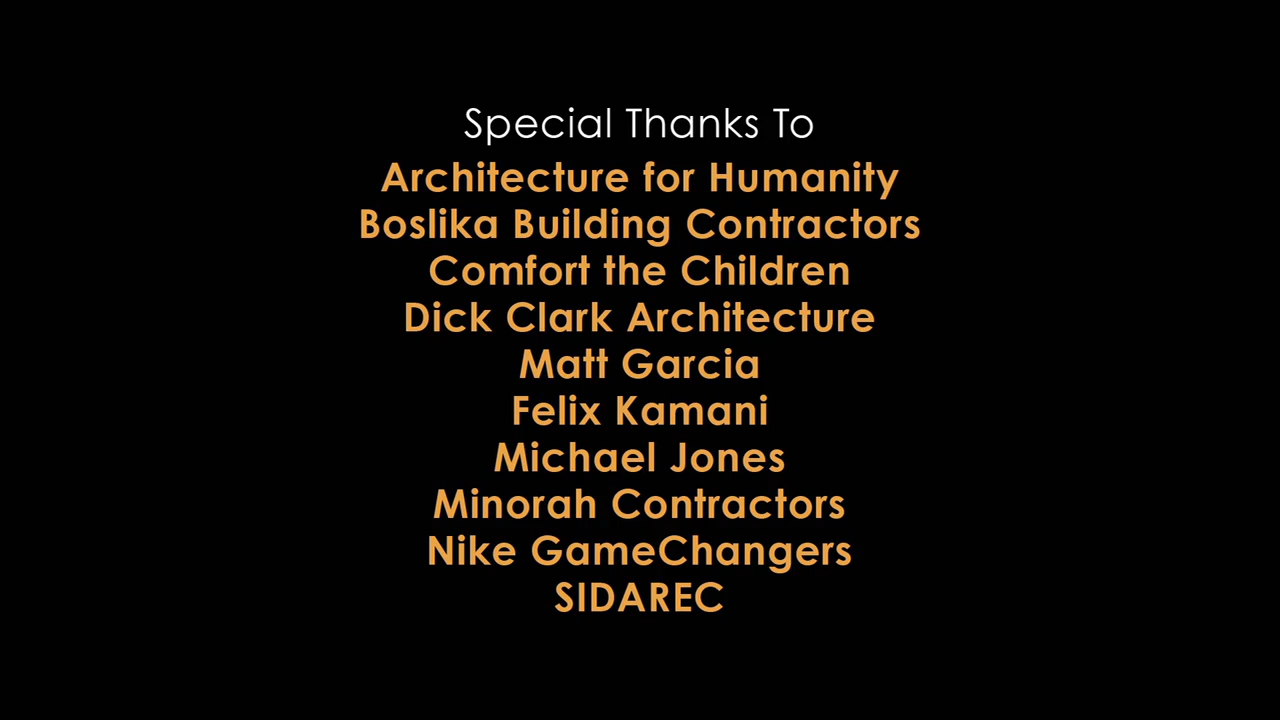 Special Thanks To
Architecture for Humanity
Boslika Building Contractors
Comfort the Children
Dick Clark Architecture
Matt Garcia
Felix Kamani
Michael Jones
Minorah Contractors
Nike GameChangers
SIDAREC